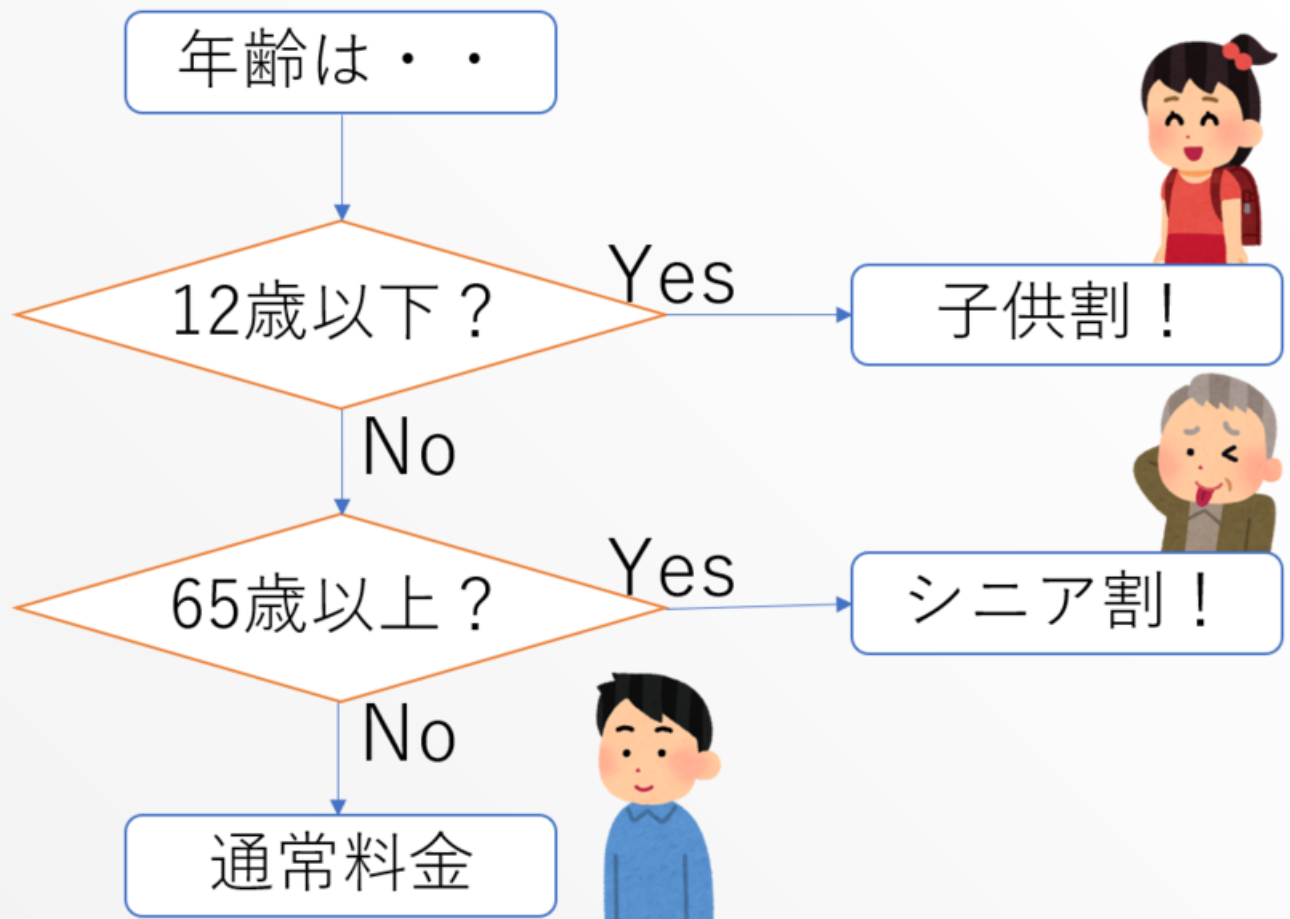 年齢は・・
12歳以下？
Yes
子供割！
No
65歳以上？
Yes
シニア割！
No
通常料金